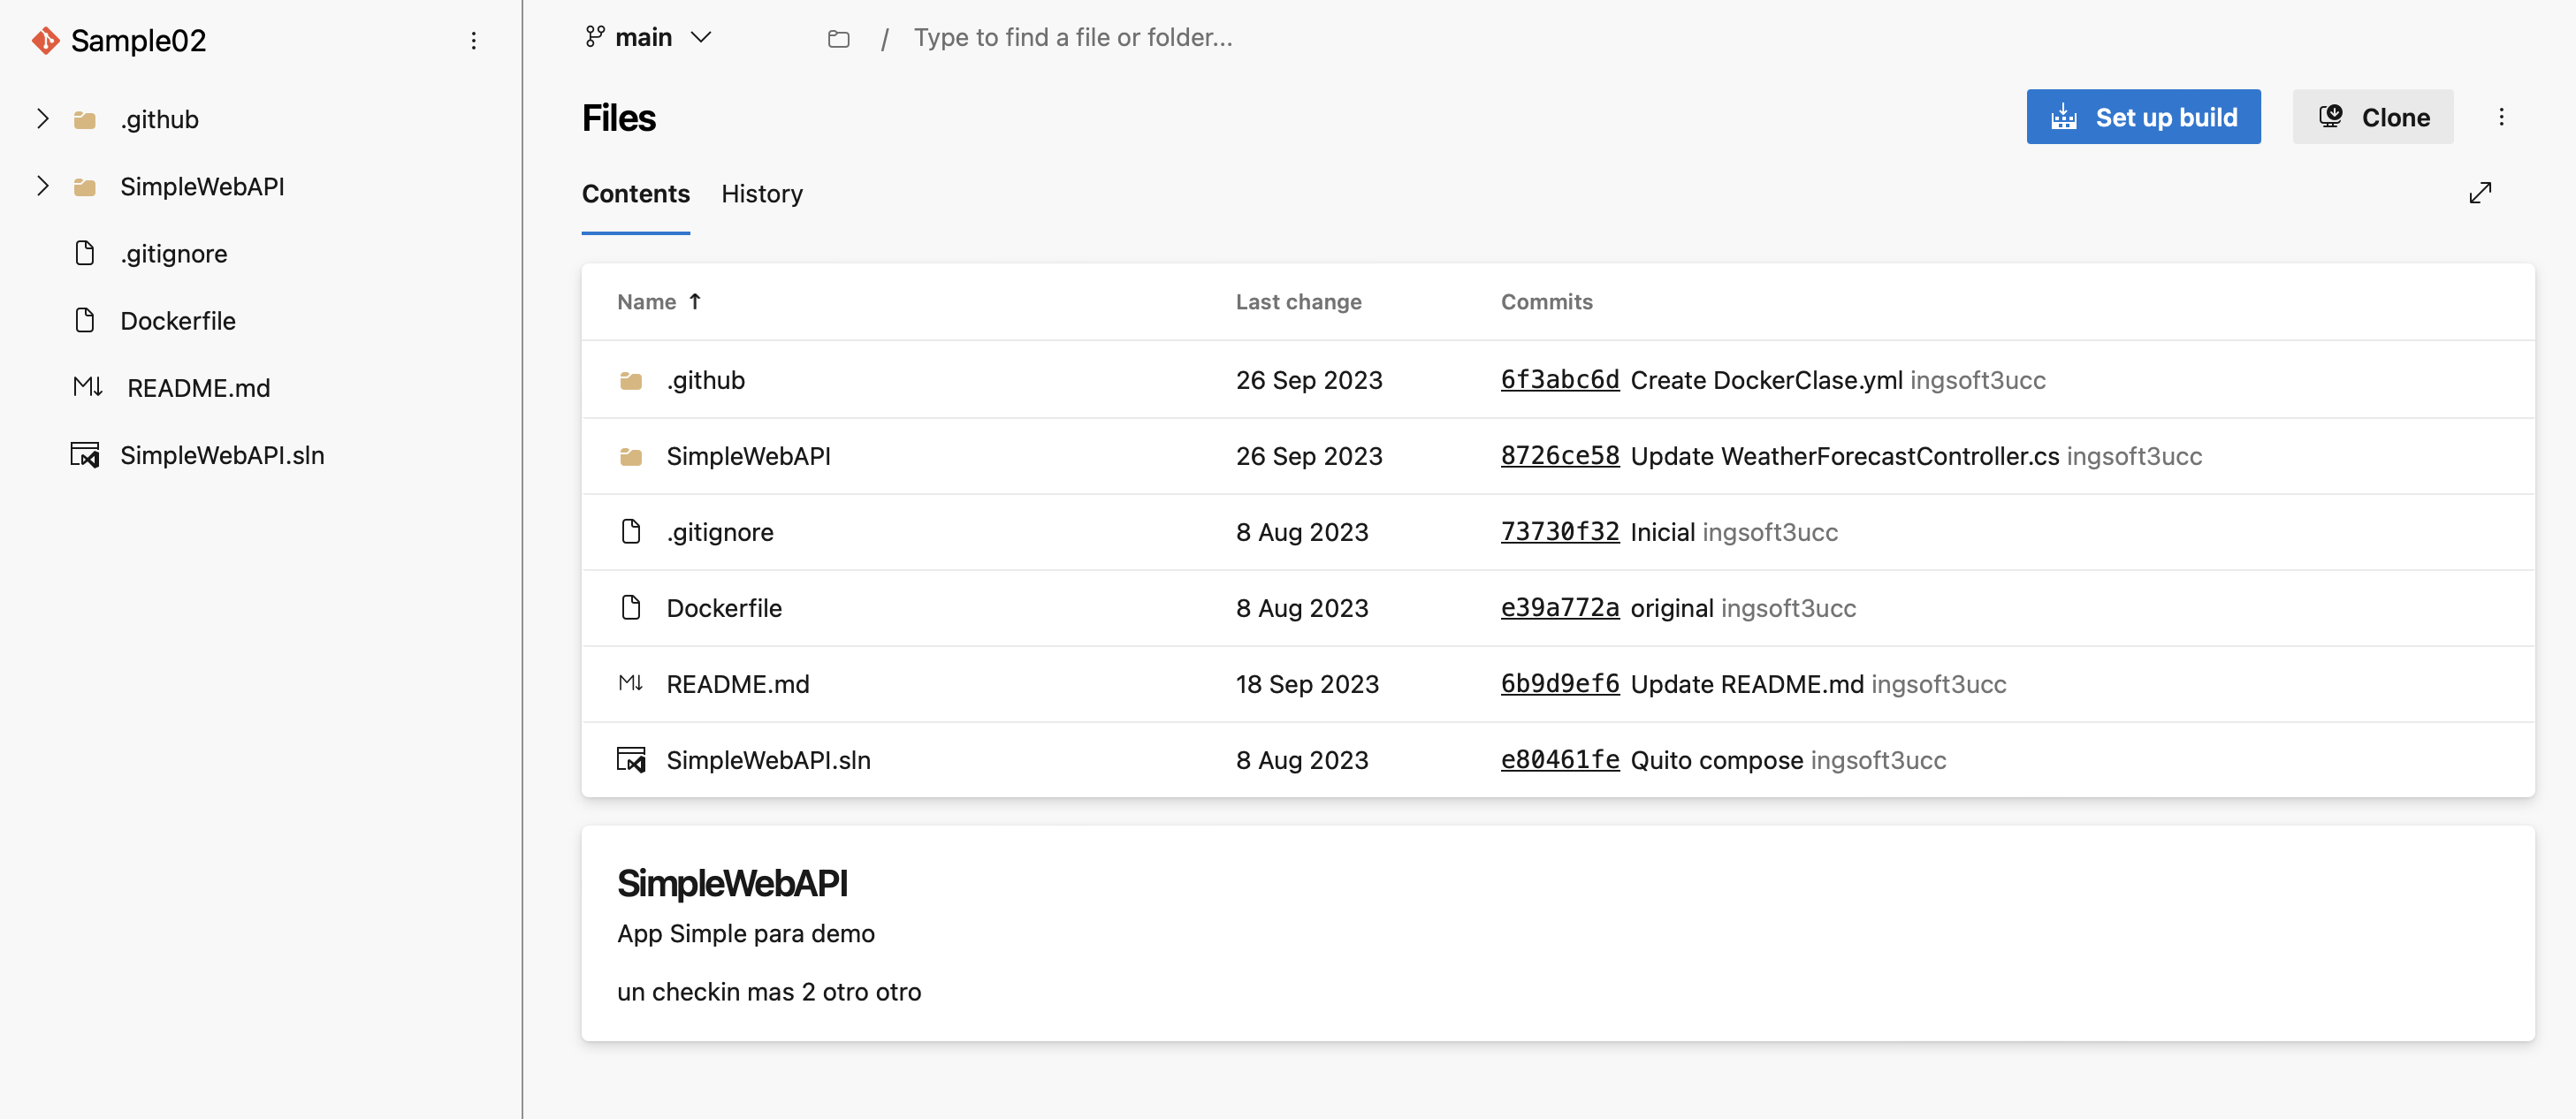 Sample02
.github
SimpleWebAPI
.gitignore
Dockerfile
M↓ README.md
SimpleWebAPI.sln
main / Type to find a file or folder...
Files
Set up build Clone
Contents History
Name ↑ Last change Commits
.github 26 Sep 2023 6f3abc6d Create DockerClase.yml ingsoft3ucc
SimpleWebAPI 26 Sep 2023 8726ce58 Update WeatherForecastController.cs ingsoft3ucc
.gitignore 8 Aug 2023 73730f32 Inicial ingsoft3ucc
Dockerfile 8 Aug 2023 e39a772a original ingsoft3ucc
M↓ README.md 18 Sep 2023 6b9d9ef6 Update README.md ingsoft3ucc
SimpleWebAPI.sln 8 Aug 2023 e80461fe Quito compose ingsoft3ucc
SimpleWebAPI
App Simple para demo
un checkin mas 2 otro otro